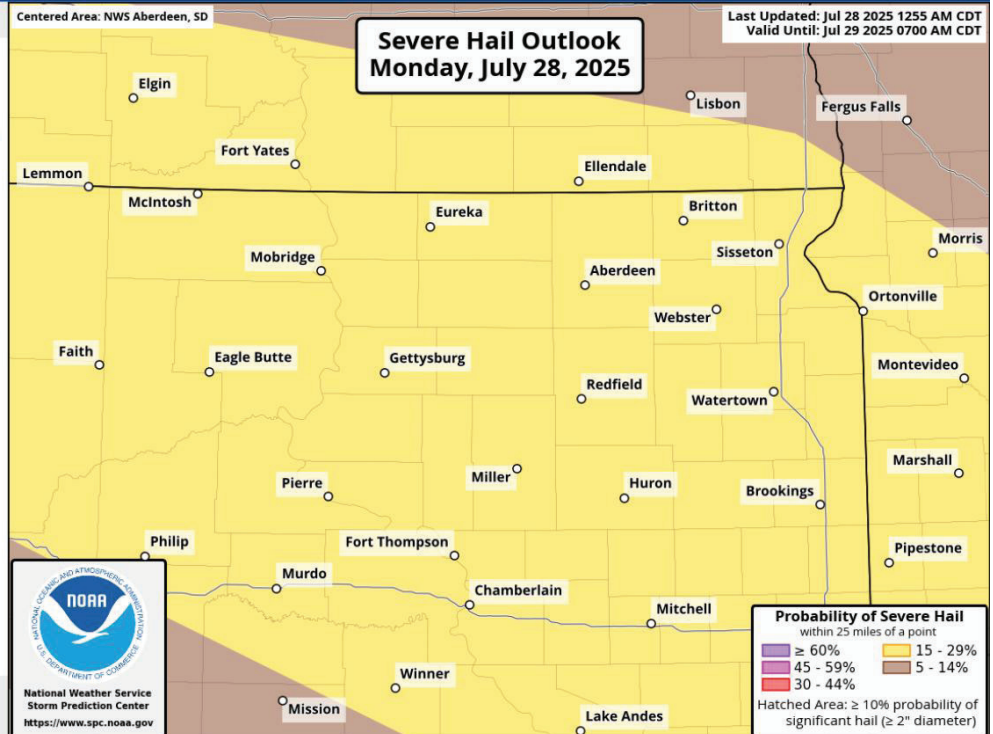 Centered Area: NWS Aberdeen, SD
Severe Hail Outlook
Monday, July 28, 2025
Last Updated: Jul 28 2025 1255 AM CDT
Valid Until: Jul 29 2025 0700 AM CDT
Elgin
Lisbon
Fergus Falls
Fort Yates
Ellendale
Lemmon
McIntosh
Britton
Eureka
Sisseton
Morris
Mobridge
Aberdeen
Ortonville
Webster
Faith
Eagle Butte
Gettysburg
Montevideo
Redfield
Watertown
Marshall
Miller
Pierre
Huron
Brookings
Philip
Fort Thompson
Pipestone
Murdo
Chamberlain
Mitchell
Winner
Mission
Lake Andes
NATIONAL OCEANIC AND ATMOSPHERIC ADMINISTRATION
NOAA
U.S. DEPARTMENT OF COMMERCE
National Weather Service
Storm Prediction Center
https://www.spc.noaa.gov
Probability of Severe Hail
within 25 miles of a point
≥ 60%
15 - 29%
45 - 59%
5 - 14%
30 - 44%
Hatched Area: ≥ 10% probability of
significant hail (≥ 2" diameter)